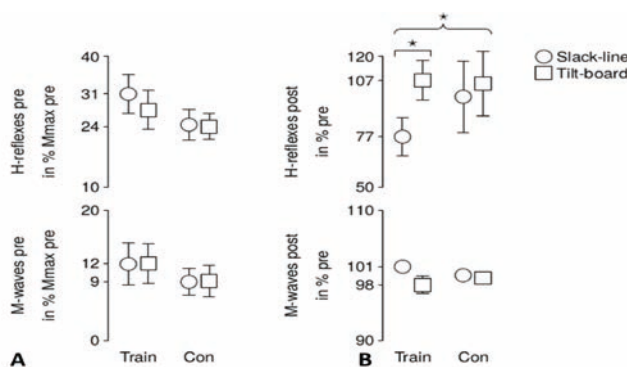 H-reflexes pre
in % Mmax pre
40
31
24
10
M-waves pre
in % Mmax pre
20
12
9
0
A
Train
Con
*
*
H-reflexes post
in % pre
120
107
77
50
Slack-line
Tilt-board
M-waves post
in % pre
110
101
98
90
B
Train
Con